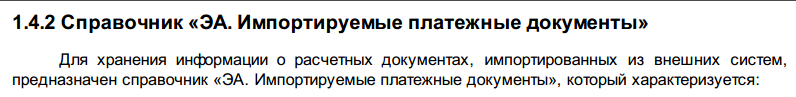 1.4.2 Справочник «ЭА. Импортируемые платежные документы»
Для хранения информации о расчетных документах, импортированных из внешних систем,
предназначен справочник «ЭА. Импортируемые платежные документы», который характеризуется: